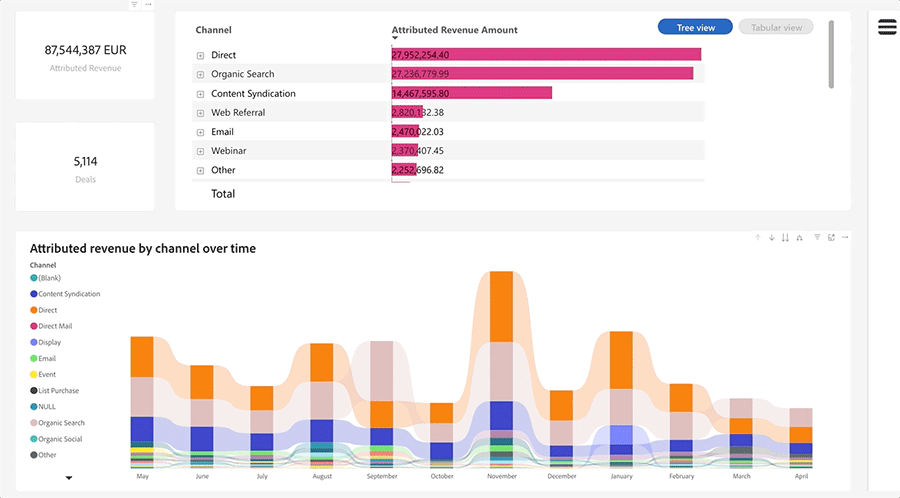 87,544,387 EUR
Attributed Revenue
5,114
Deals
Channel Attributed Revenue Amount
Tree view Tabular view
Direct 27,952,254.40
Organic Search 27,236,779.99
Content Syndication 14,467,595.80
Web Referral 2,820,132.38
Email 2,470,022.03
Webinar 2,370,407.45
Other 2,252,696.82
Total
Attributed revenue by channel over time
Channel
(Blank)
Content Syndication
Direct
Direct Mail
Display
Email
Event
List Purchase
NULL
Organic Search
Organic Social
Other
May June July August September October November December January February March April